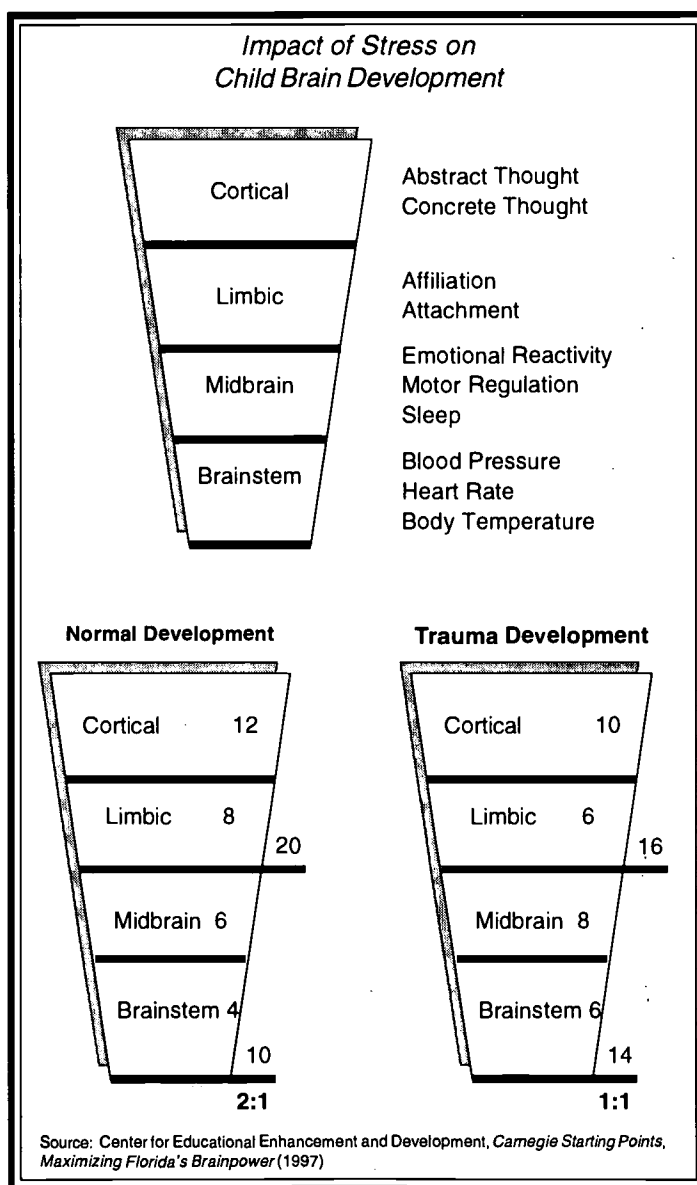 Impact of Stress on
Child Brain Development
Cortical
Abstract Thought
Concrete Thought
Limbic
Affiliation
Attachment
Midbrain
Emotional Reactivity
Motor Regulation
Sleep
Brainstem
Blood Pressure
Heart Rate
Body Temperature
Normal Development
Cortical 12
Limbic 8
20
Midbrain 6
Brainstem 4
10
2:1
Trauma Development
Cortical 10
Limbic 6
16
Midbrain 8
Brainstem 6
14
1:1
Source: Center for Educational Enhancement and Development, Carnegie Starting Points,
Maximizing Florida's Brainpower (1997)